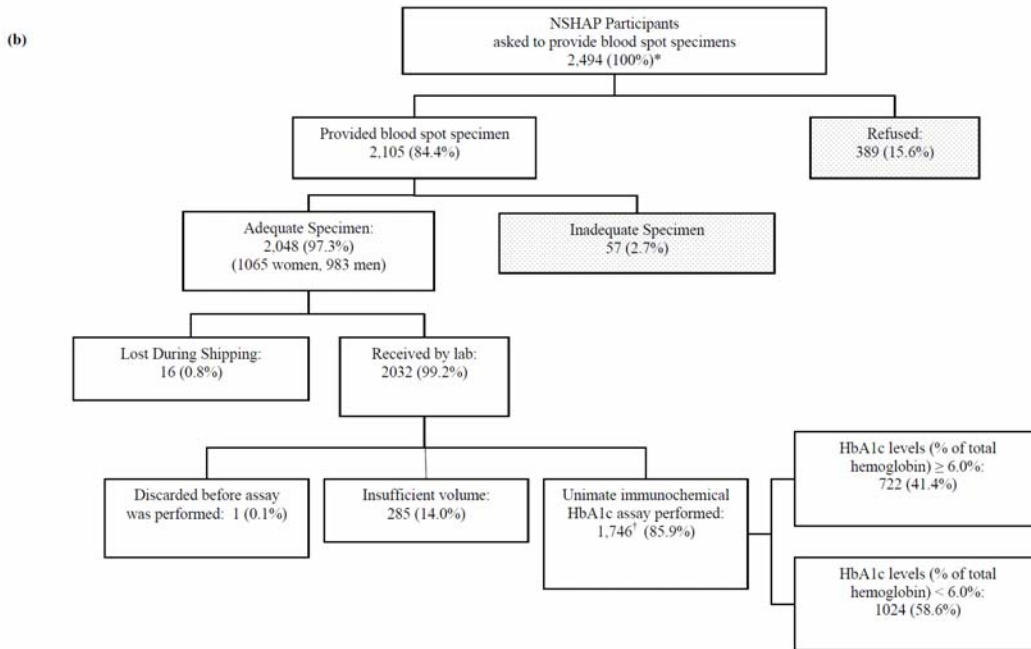 (b)
NSHAP Participants
asked to provide blood spot specimens
2,494 (100%)*
Provided blood spot specimen
2,105 (84.4%)
Refused:
389 (15.6%)
Adequate Specimen:
2,048 (97.3%)
(1065 women, 983 men)
Inadequate Specimen
57 (2.7%)
Lost During Shipping:
16 (0.8%)
Received by lab:
2032 (99.2%)
Discarded before assay
was performed: 1 (0.1%)
Insufficient volume:
285 (14.0%)
Unimate immunochemical
HbA1c assay performed:
1,746† (85.9%)
HbA1c levels (% of total
hemoglobin) ≥ 6.0%:
722 (41.4%)
HbA1c levels (% of total
hemoglobin) < 6.0%:
1024 (58.6%)